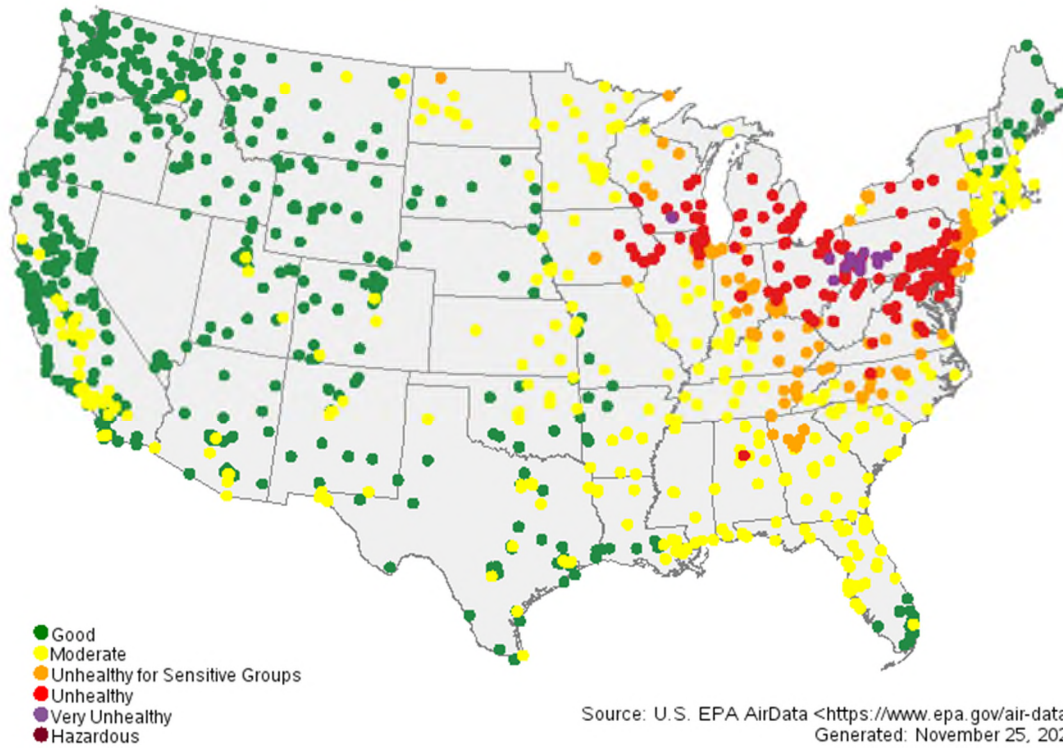 Good
Moderate
Unhealthy for Sensitive Groups
Unhealthy
Very Unhealthy
Hazardous
Source: U.S. EPA AirData <https://www.epa.gov/air-data
Generated: November 25, 202